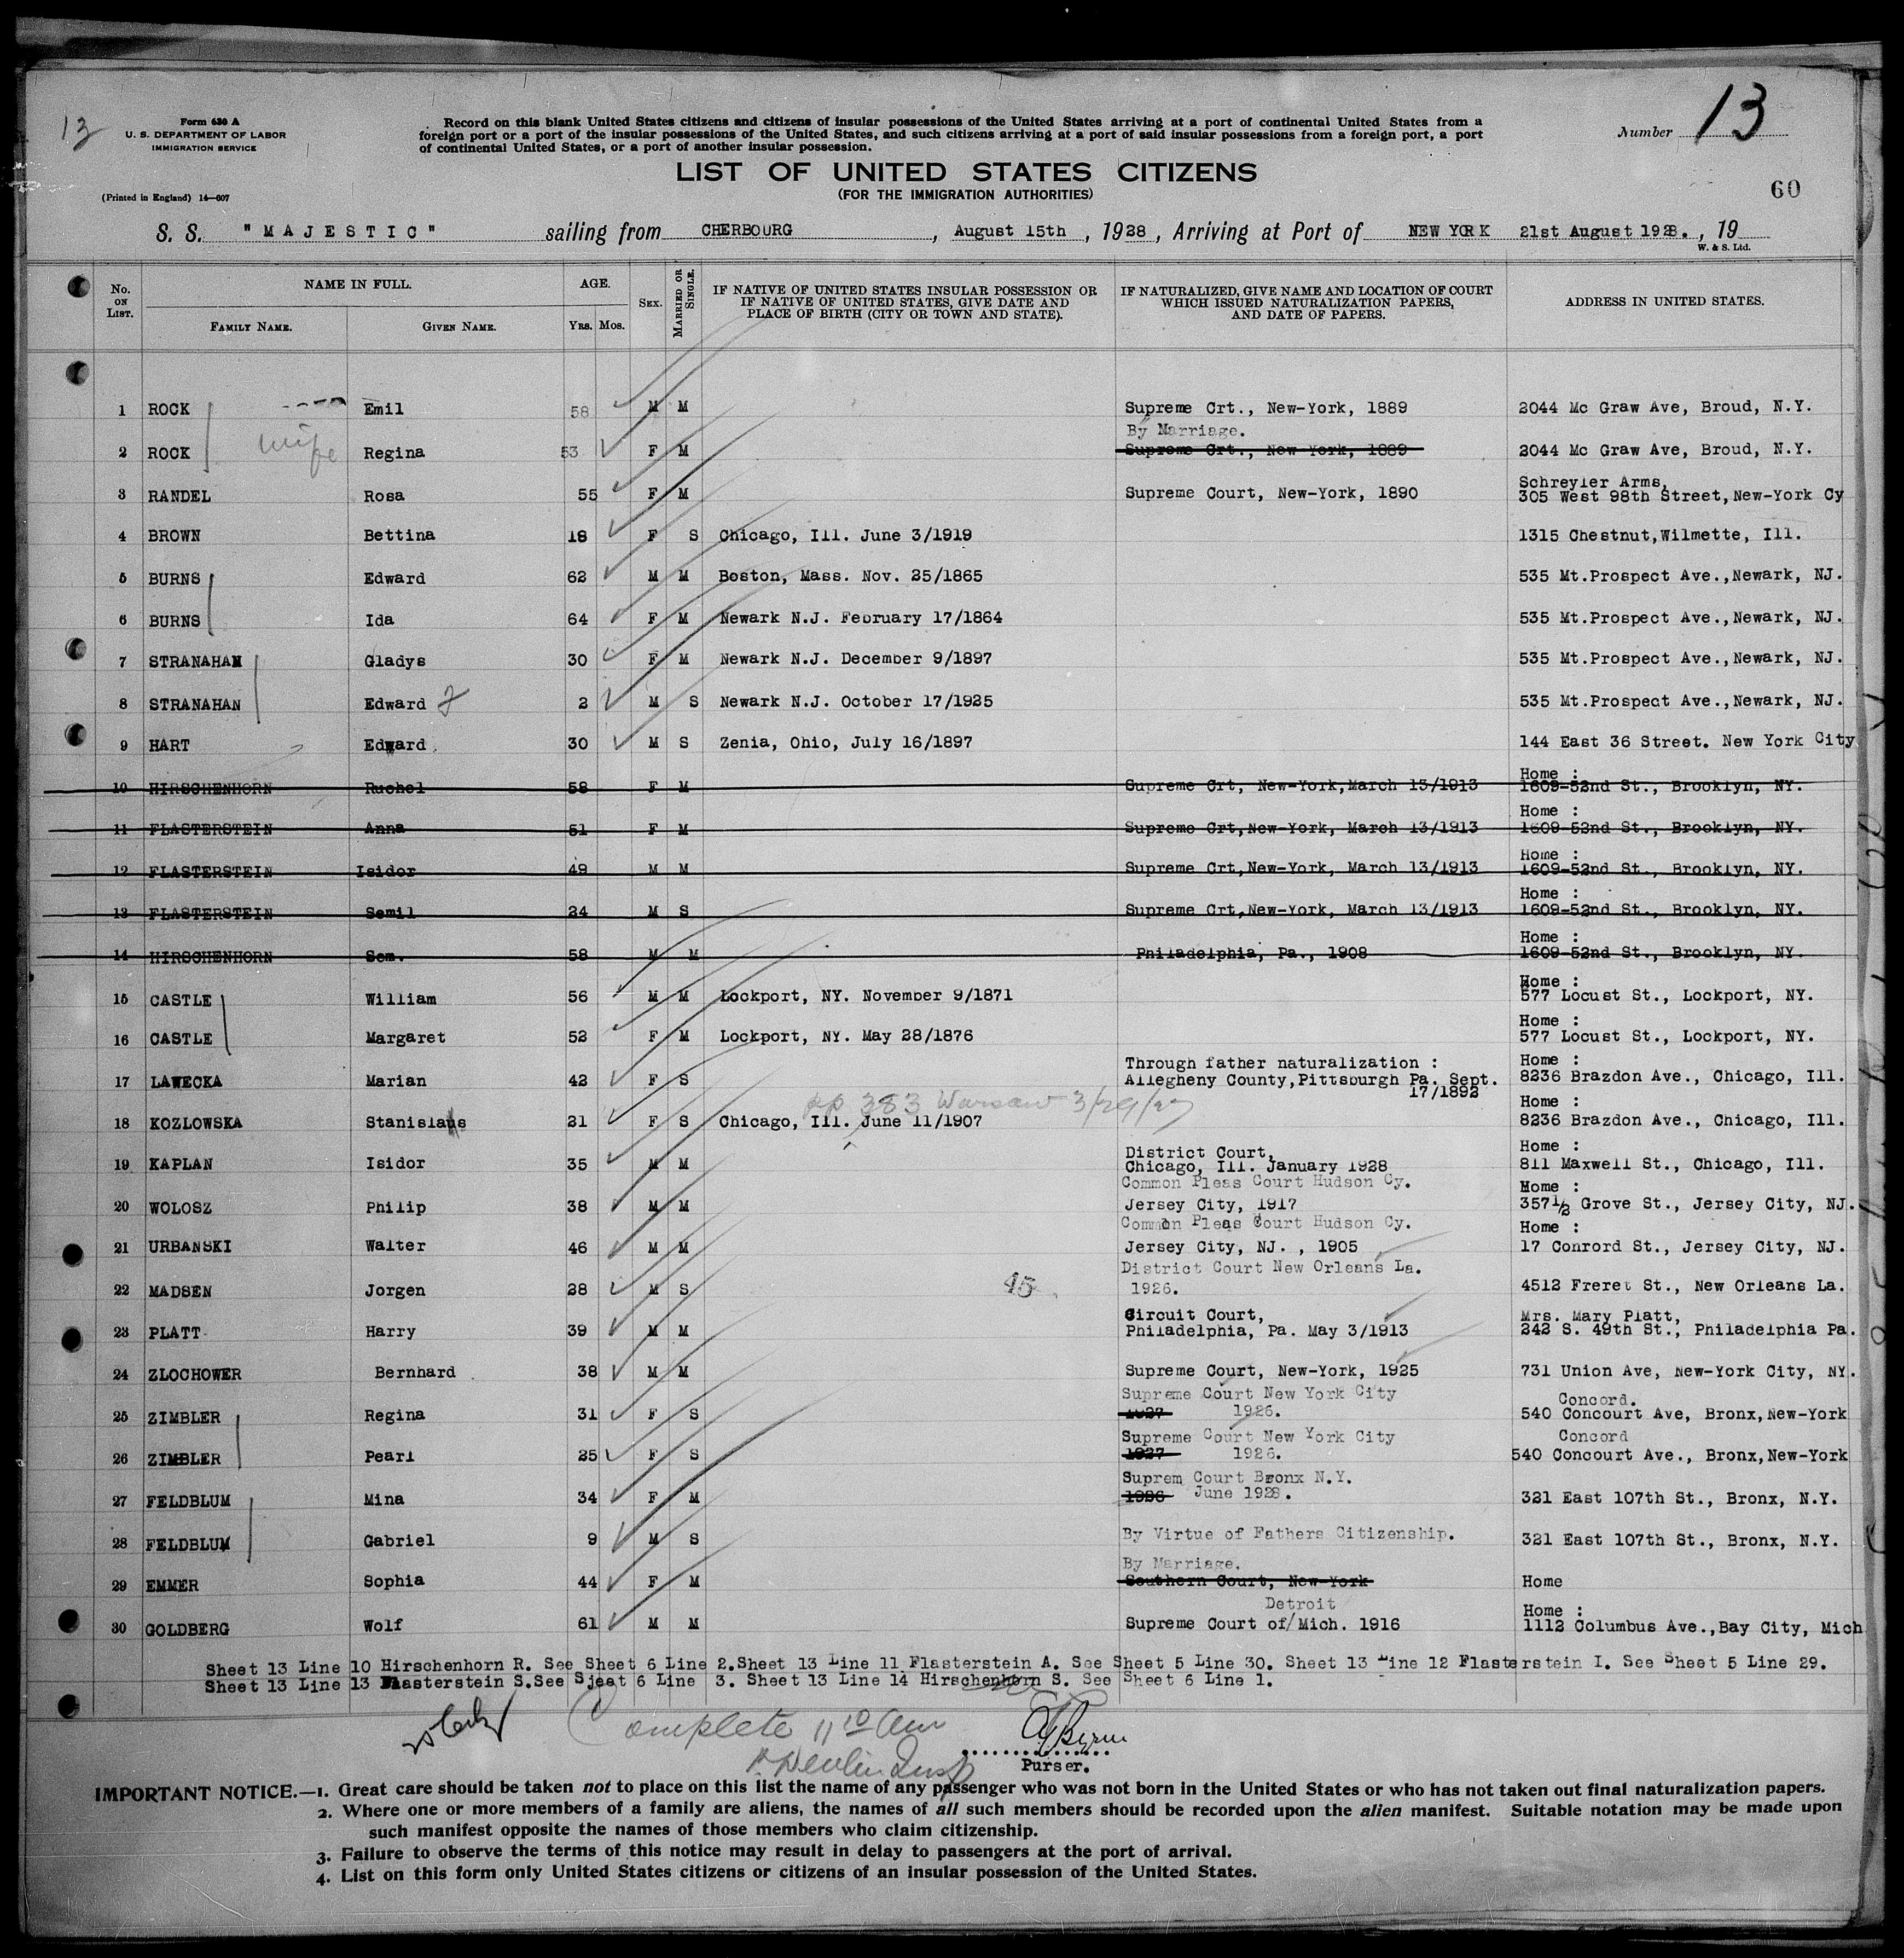 13
Form 630 A
U. S. DEPARTMENT OF LABOR
IMMIGRATION SERVICE
(Printed in England) 14—607
Record on this blank United States citizens and citizens of insular possessions of the United States arriving at a port of continental United States from a
foreign port or a port of the insular possessions of the United States, and such citizens arriving at a port of said insular possessions from a foreign port, a port
of continental United States, or a port of another insular possession.
LIST OF UNITED STATES CITIZENS
(FOR THE IMMIGRATION AUTHORITIES)
Number 13
60
S. S. "MAJESTIC" sailing from CHERBOURG, August 15th, 1928, Arriving at Port of NEW YORK 21st August 1928., 19
W. & S. Ltd.
No. ON LIST. NAME IN FULL. FAMILY NAME. GIVEN NAME. AGE. YRS. MOS. SEX. MARRIED OR SINGLE. IF NATIVE OF UNITED STATES INSULAR POSSESSION OR IF NATIVE OF UNITED STATES, GIVE DATE AND PLACE OF BIRTH (CITY OR TOWN AND STATE). IF NATURALIZED, GIVE NAME AND LOCATION OF COURT WHICH ISSUED NATURALIZATION PAPERS, AND DATE OF PAPERS. ADDRESS IN UNITED STATES.
1 ROCK Emil 58 M M Supreme Crt., New-York, 1889 2044 Mc Graw Ave, Broud, N.Y.
By Marriage.
2 ROCK wife Regina 53 F M Supreme Crt., New-York, 1889 2044 Mc Graw Ave, Broud, N.Y.
Schreyler Arms,
3 RANDEL Rosa 55 F M Supreme Court, New-York, 1890 305 West 98th Street,New-York Cy
4 BROWN Bettina 18 F S Chicago, Ill. June 3/1919 1315 Chestnut,Wilmette, Ill.
5 BURNS Edward 62 M M Boston, Mass. Nov. 25/1865 535 Mt.Prospect Ave.,Newark, NJ.
6 BURNS Ida 64 F M Newark N.J. February 17/1864 535 Mt.Prospect Ave.,Newark, NJ.
7 STRANAHAN Gladys 30 F M Newark N.J. December 9/1897 535 Mt.Prospect Ave.,Newark, NJ.
8 STRANAHAN Edward 2 M S Newark N.J. October 17/1925 535 Mt.Prospect Ave.,Newark, NJ.
9 HART Edward 30 M S Zenia, Ohio, July 16/1897 144 East 36 Street. New York City
Home :
10 HIRSCHENHORN Ruchel 58 F M Supreme Crt, New-York,March 13/1913 1609-52nd St., Brooklyn, NY.
Home :
11 FLASTERSTEIN Anna 51 F M Supreme Crt,New-York, March 13/1913 1609-52nd St., Brooklyn, NY.
Home :
12 FLASTERSTEIN Isidor 49 M M Supreme Crt,New-York, March 13/1913 1609-52nd St., Brooklyn, NY.
Home :
13 FLASTERSTEIN Semil 24 M S Supreme Crt,New-York, March 13/1913 1609-52nd St., Brooklyn, NY.
Home :
14 HIRSCHENHORN Sem. 58 M M Philadelphia, Pa., 1908 1609-52nd St., Brooklyn, NY.
Home :
15 CASTLE William 56 M M Lockport, NY. November 9/1871 577 Locust St., Lockport, NY.
Home :
16 CASTLE Margaret 52 F M Lockport, NY. May 28/1876 577 Locust St., Lockport, NY.
Through father naturalization : Home :
17 LAWECKA Marian 42 F S Allegheny County,Pittsburgh Pa. Sept. 8236 Brazdon Ave., Chicago, Ill.
17/1892
pp 383 Warsaw 3/29/27 Home :
18 KOZLOWSKA Stanislaus 21 F S Chicago, Ill. June 11/1907 8236 Brazdon Ave., Chicago, Ill.
District Court, Home :
19 KAPLAN Isidor 35 M M Chicago, Ill. January 1928 811 Maxwell St., Chicago, Ill.
Common Pleas Court Hudson Cy. Home :
20 WOLOSZ Philip 38 M M Jersey City, 1917 357½ Grove St., Jersey City, NJ.
Common Pleas Court Hudson Cy. Home :
21 URBANSKI Walter 46 M M Jersey City, NJ. , 1905 17 Conrord St., Jersey City, NJ.
District Court New Orleans La.
22 MADSEN Jorgen 28 M S 45 1926. 4512 Freret St., New Orleans La.
Circuit Court, Mrs. Mary Platt,
23 PLATT Harry 39 M M Philadelphia, Pa. May 3/1913 242 S. 49th St., Philadelphia Pa.
24 ZLOCHOWER Bernhard 38 M M Supreme Court, New-York, 1925 731 Union Ave, New-York City, NY.
Supreme Court New York City Concord.
25 ZIMBLER Regina 31 F S 1927 1926. 540 Concourt Ave, Bronx,New-York
Supreme Court New York City Concord
26 ZIMBLER Pearl 25 F S 1927 1926. 540 Concourt Ave., Bronx,New-York
Suprem Court Bronx N.Y.
27 FELDBLUM Mina 34 F M 1926 June 1928. 321 East 107th St., Bronx, N.Y.
28 FELDBLUM Gabriel 9 M S By Virtue of Fathers Citizenship. 321 East 107th St., Bronx, N.Y.
By Marriage.
29 EMMER Sophia 44 F M Southern Court, New-York Home
Detroit Home :
30 GOLDBERG Wolf 61 M M Supreme Court of/Mich. 1916 1112 Columbus Ave.,Bay City, Mich
Sheet 13 Line 10 Hirschenhorn R. See Sheet 6 Line 2.Sheet 13 Line 11 Flasterstein A. See Sheet 5 Line 30. Sheet 13 Line 12 Flasterstein I. See Sheet 5 Line 29.
Sheet 13 Line 13 Flasterstein S.See Sjeet 6 Line 3. Sheet 13 Line 14 Hirschenhorn S. See Sheet 6 Line 1.
Complete 11 10 am
Devlin Insp
Purser.
IMPORTANT NOTICE.—1. Great care should be taken not to place on this list the name of any passenger who was not born in the United States or who has not taken out final naturalization papers.
2. Where one or more members of a family are aliens, the names of all such members should be recorded upon the alien manifest. Suitable notation may be made upon
such manifest opposite the names of those members who claim citizenship.
3. Failure to observe the terms of this notice may result in delay to passengers at the port of arrival.
4. List on this form only United States citizens or citizens of an insular possession of the United States.